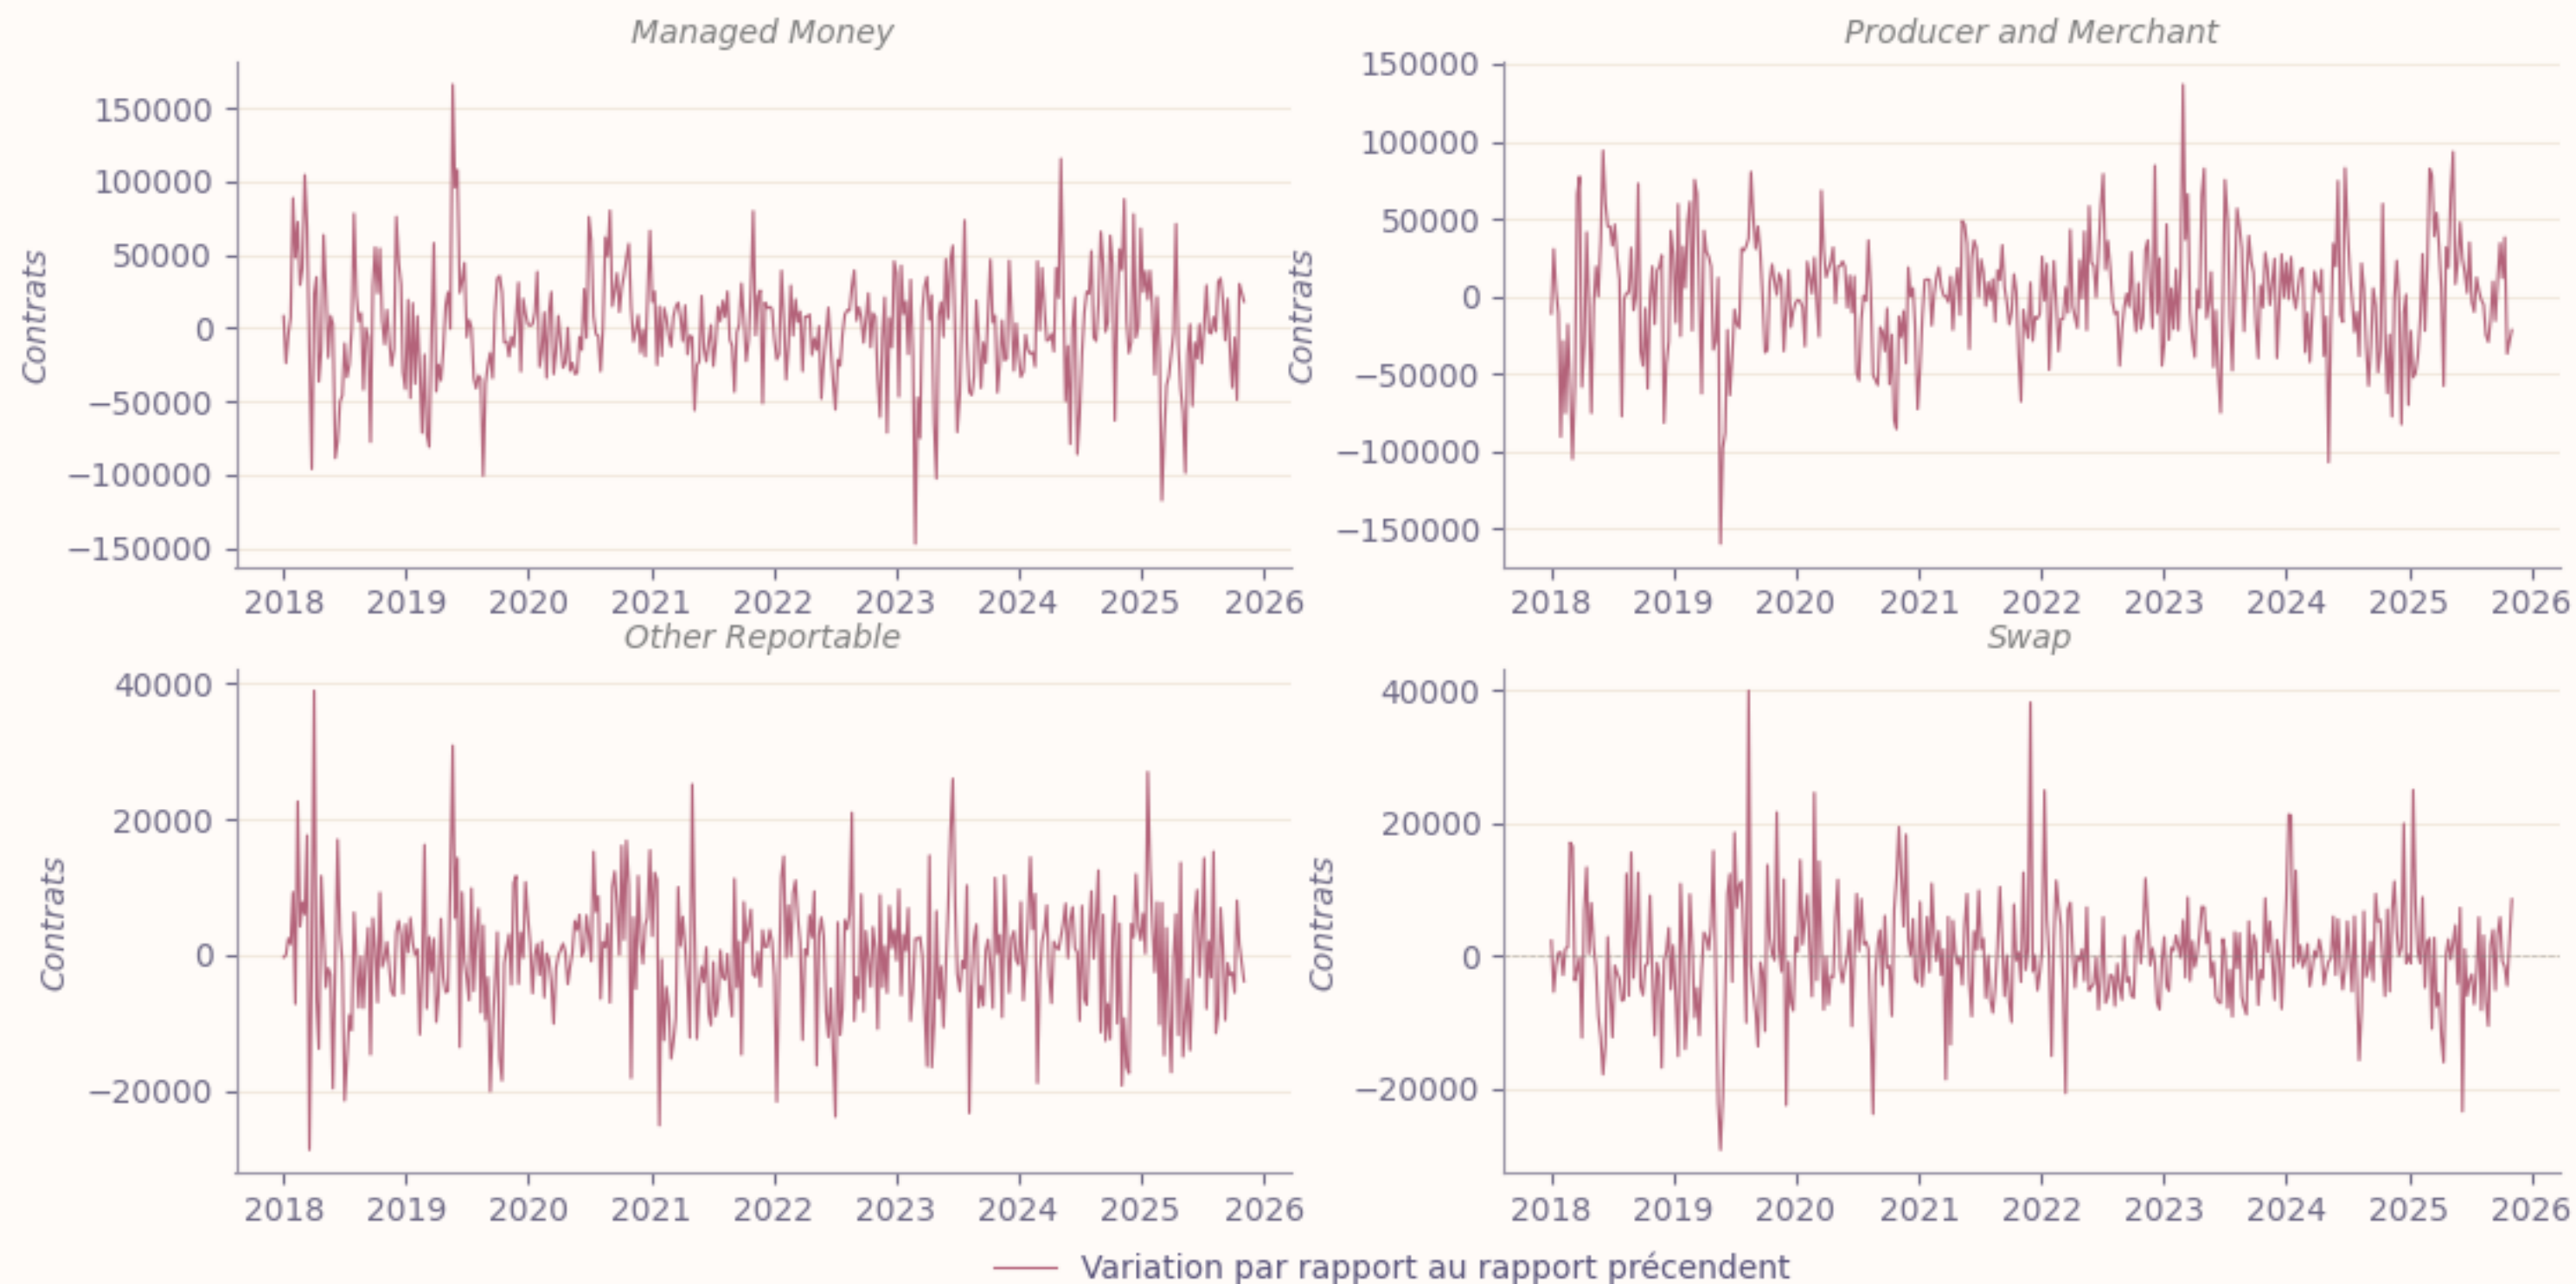 Managed Money
Contrats
150000
100000
50000
0
−50000
−100000
−150000
2018 2019 2020 2021 2022 2023 2024 2025 2026
Producer and Merchant
Contrats
150000
100000
50000
0
−50000
−100000
−150000
2018 2019 2020 2021 2022 2023 2024 2025 2026
Other Reportable
Contrats
40000
20000
0
−20000
2018 2019 2020 2021 2022 2023 2024 2025 2026
Swap
Contrats
40000
20000
0
−20000
2018 2019 2020 2021 2022 2023 2024 2025 2026
Variation par rapport au rapport précendent